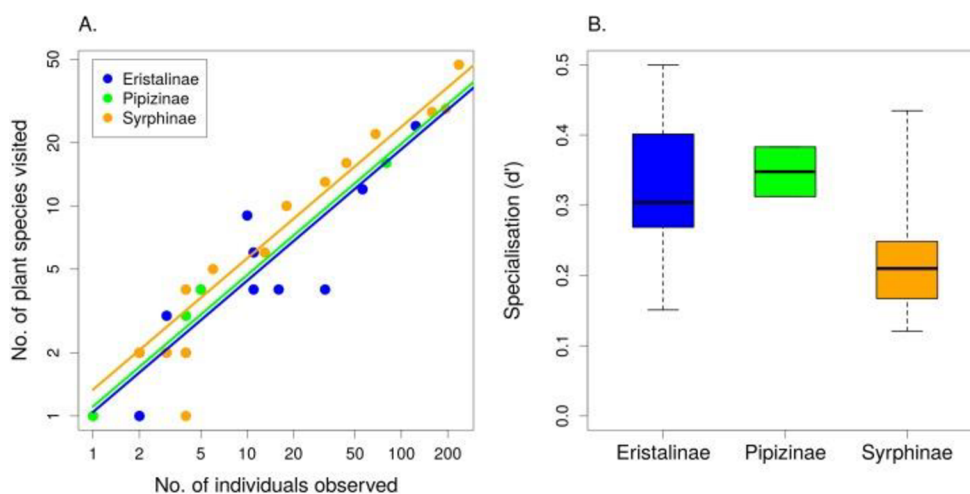 A.
Eristalinae
Pipizinae
Syrphinae
No. of plant species visited
50
20
10
5
2
1
1 2 5 10 20 50 100 200
No. of individuals observed
B.
Specialisation (d')
0.5
0.4
0.3
0.2
0.1
0.0
Eristalinae Pipizinae Syrphinae